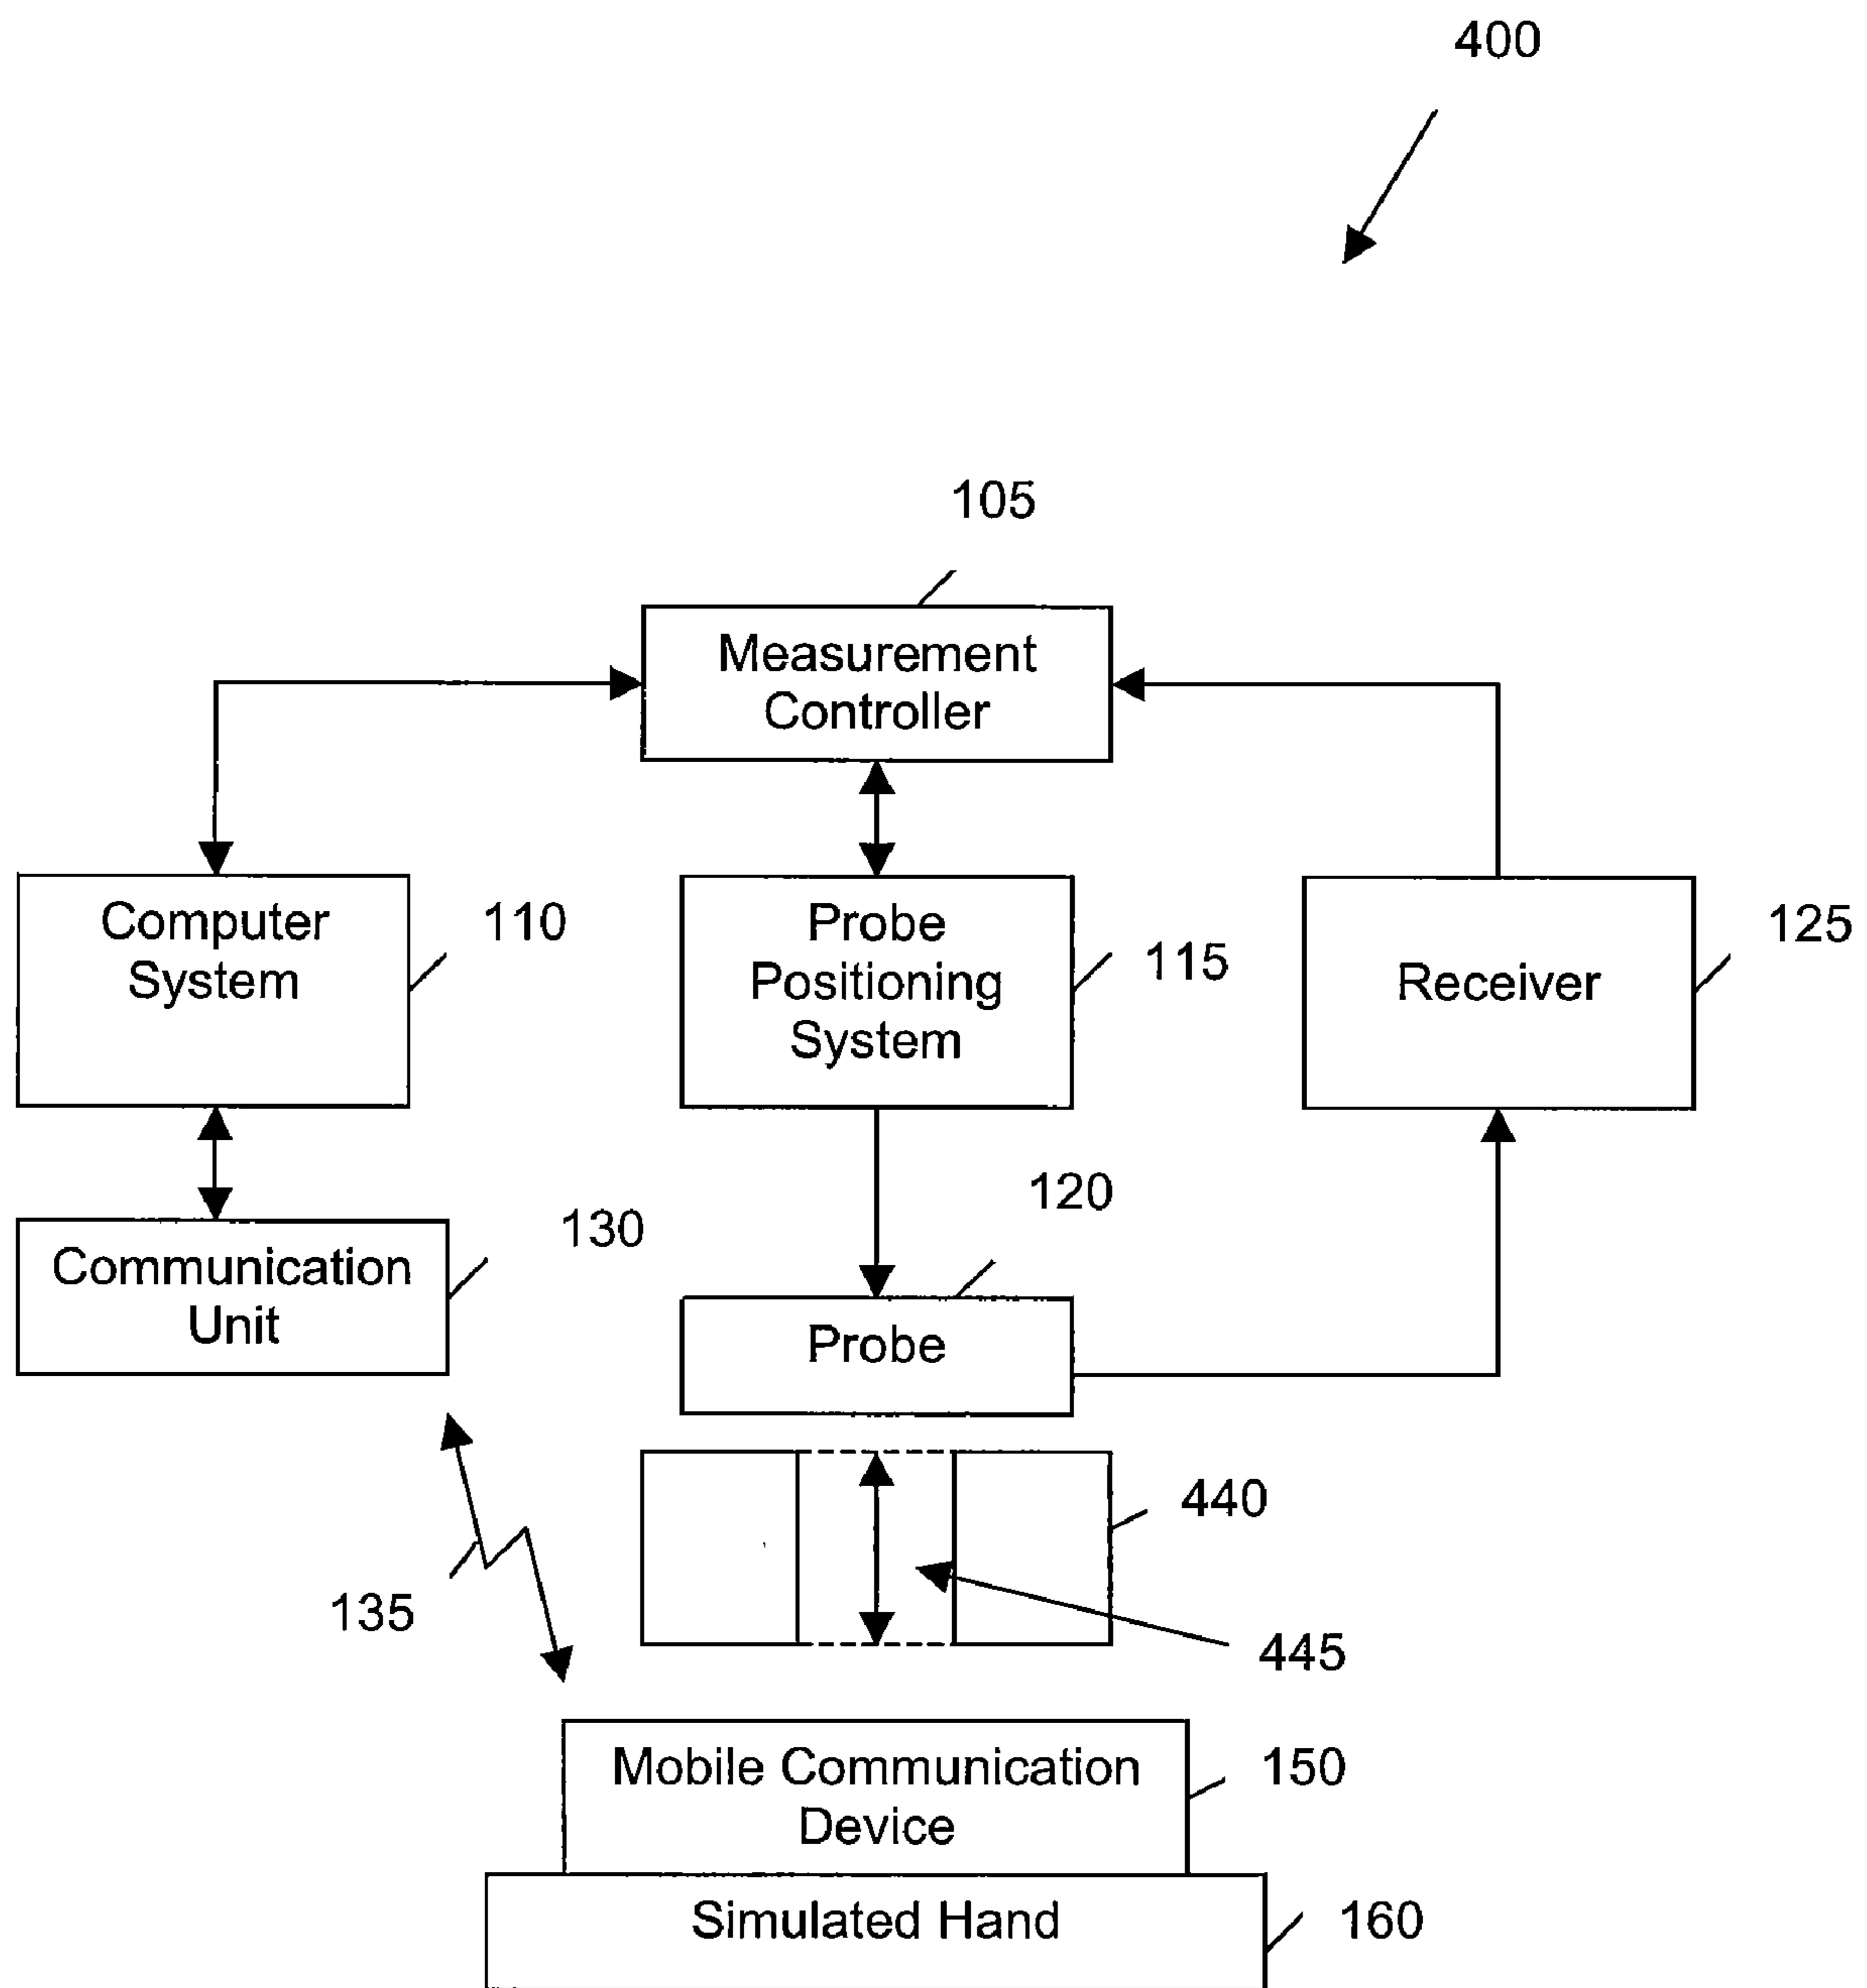 400
105
Measurement
Controller
Computer
System
110
Probe
Positioning
System
115
Receiver
125
120
130
Communication
Unit
Probe
440
135
445
Mobile Communication
Device
150
Simulated Hand
160